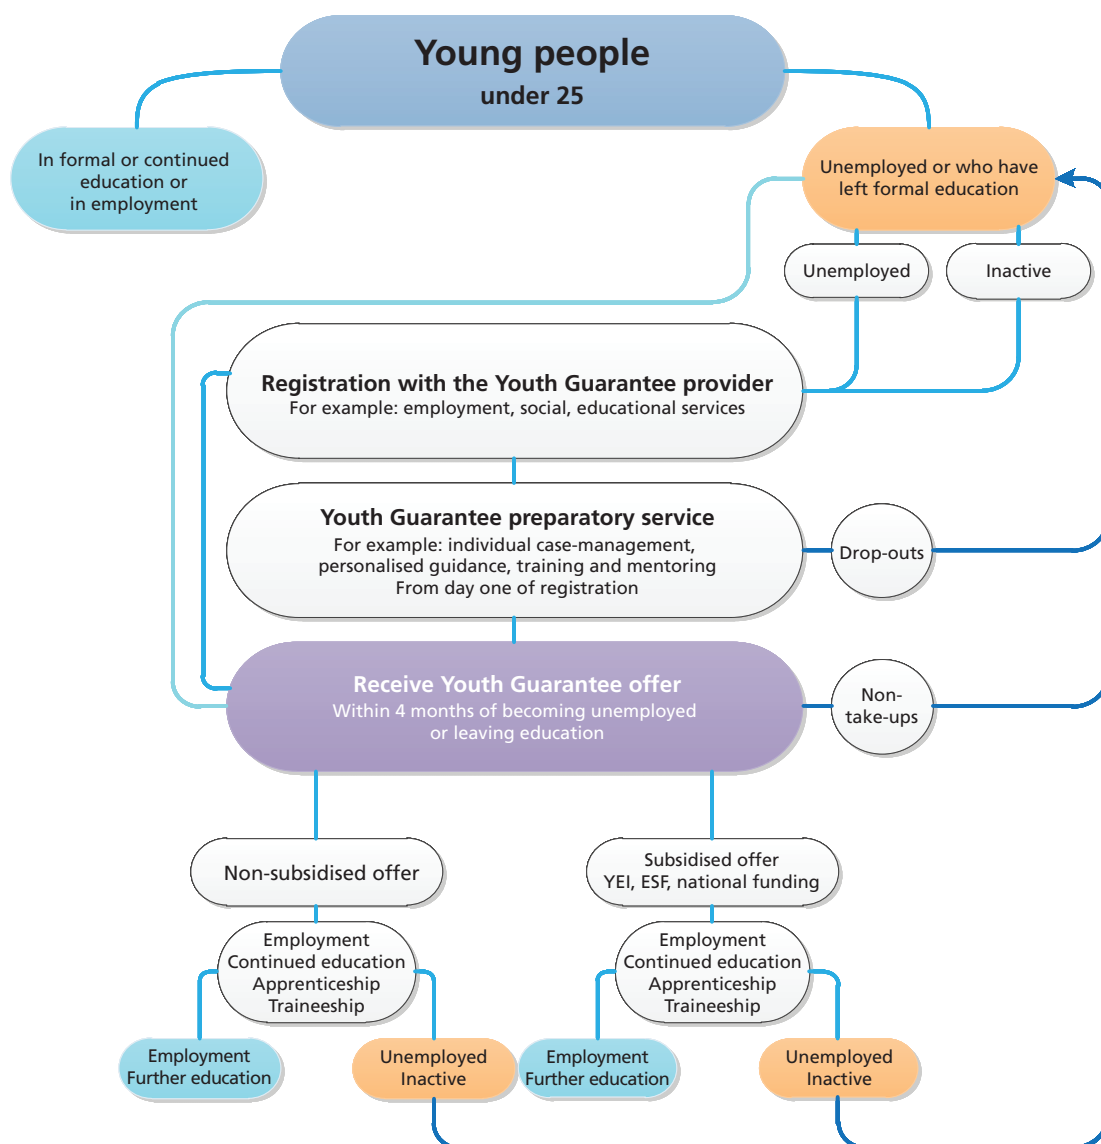 Young people
under 25
In formal or continued
education or
in employment
Unemployed or who have
left formal education
Unemployed
Inactive
Registration with the Youth Guarantee provider
For example: employment, social, educational services
Youth Guarantee preparatory service
For example: individual case-management,
personalised guidance, training and mentoring
From day one of registration
Drop-outs
Receive Youth Guarantee offer
Within 4 months of becoming unemployed
or leaving education
Non-
take-ups
Non-subsidised offer
Subsidised offer
YEI, ESF, national funding
Employment
Continued education
Apprenticeship
Traineeship
Employment
Continued education
Apprenticeship
Traineeship
Employment
Further education
Unemployed
Inactive
Employment
Further education
Unemployed
Inactive